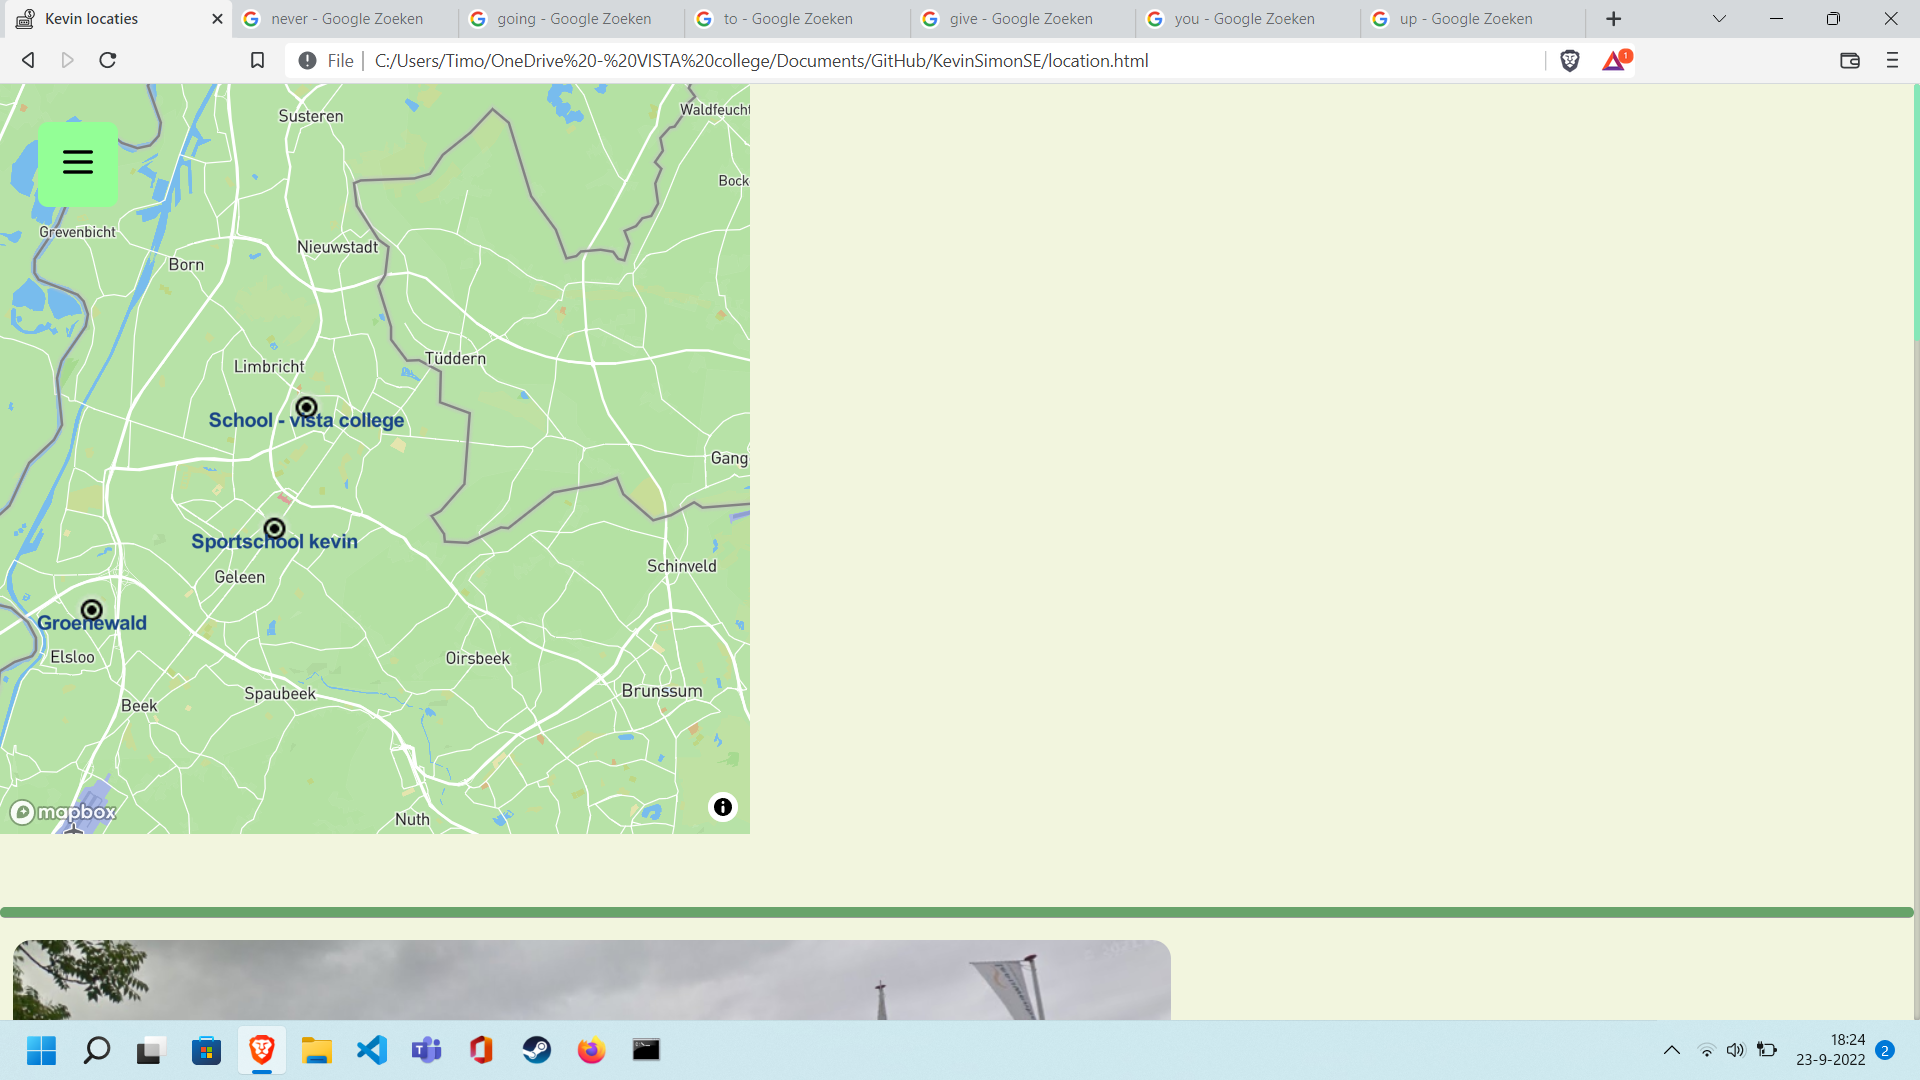 Kevin locaties
never - Google Zoeken
going - Google Zoeken
to - Google Zoeken
give - Google Zoeken
you - Google Zoeken
up - Google Zoeken
File
C:/Users/Timo/OneDrive%20-%20VISTA%20college/Documents/GitHub/KevinSimonSE/location.html
1
Susteren
Waldfeucht
Bock
Grevenbicht
Nieuwstadt
Born
Tüddern
Limbricht
School - vista college
Gang
Sportschool kevin
Schinveld
Geleen
Groenewald
Elsloo
Oirsbeek
Brunssum
Spaubeek
Beek
mapbox
Nuth
18:24
23-9-2022
2